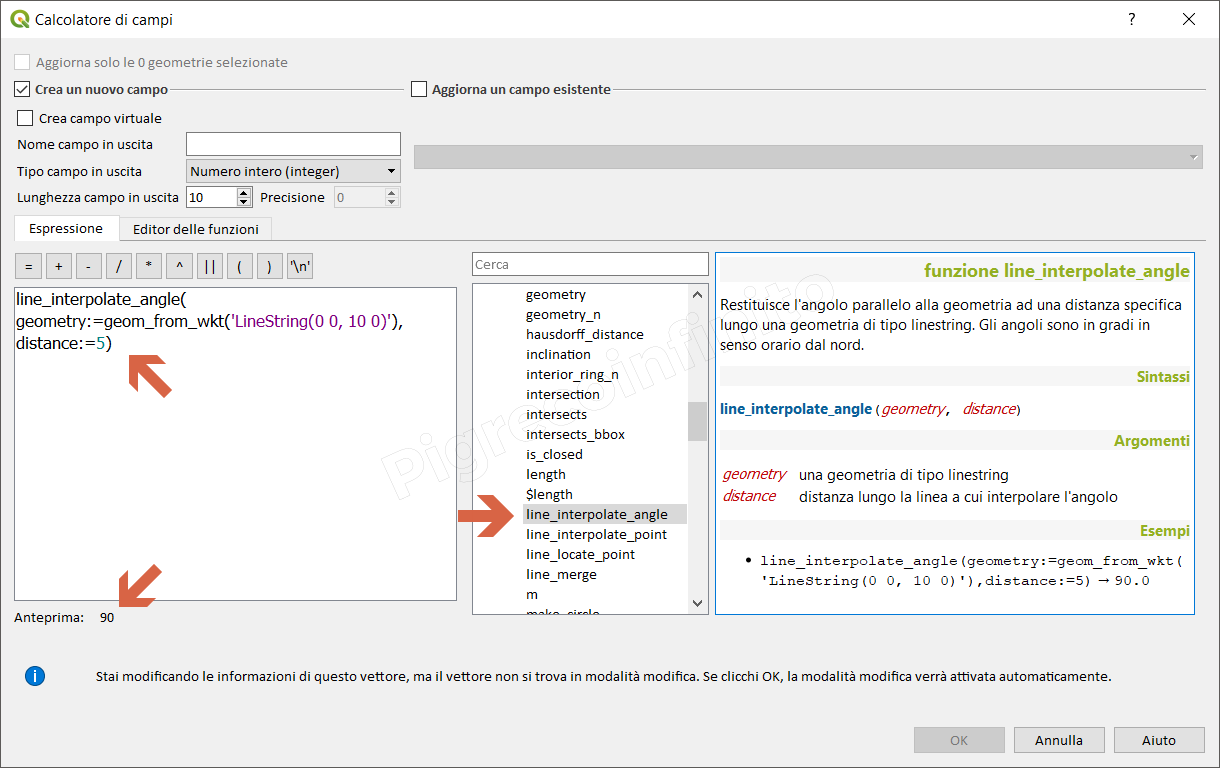 Calcolatore di campi
?
Aggiorna solo le 0 geometrie selezionate
Crea un nuovo campo
Aggiorna un campo esistente
Crea campo virtuale
Nome campo in uscita
Tipo campo in uscita Numero intero (integer)
Lunghezza campo in uscita 10 Precisione 0
Espressione Editor delle funzioni
= + - / * ^ || ( ) '\n'
line_interpolate_angle(
geometry:=geom_from_wkt('LineString(0 0, 10 0)'),
distance:=5)
Anteprima: 90
Cerca
geometry
geometry_n
hausdorff_distance
inclination
interior_ring_n
intersection
intersects
intersects_bbox
is_closed
length
$length
line_interpolate_angle
line_interpolate_point
line_locate_point
line_merge
m
make_circle
funzione line_interpolate_angle
Restituisce l'angolo parallelo alla geometria ad una distanza specifica
lungo una geometria di tipo linestring. Gli angoli sono in gradi in
senso orario dal nord.
Sintassi
line_interpolate_angle(geometry, distance)
Argomenti
geometry una geometria di tipo linestring
distance distanza lungo la linea a cui interpolare l'angolo
Esempi
• line_interpolate_angle(geometry:=geom_from_wkt(
'LineString(0 0, 10 0)'),distance:=5) → 90.0
Pigrecoinfinito
i
Stai modificando le informazioni di questo vettore, ma il vettore non si trova in modalità modifica. Se clicchi OK, la modalità modifica verrà attivata automaticamente.
OK Annulla Aiuto